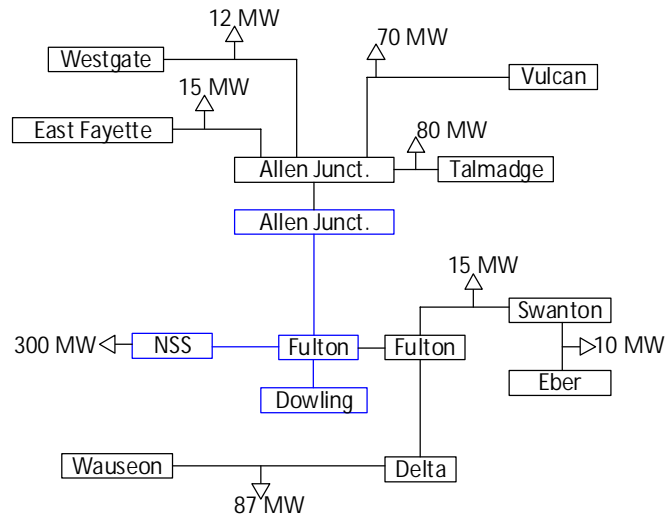 12 MW
70 MW
Westgate
Vulcan
15 MW
East Fayette
80 MW
Allen Junct.
Talmadge
Allen Junct.
15 MW
Swanton
300 MW
NSS
Fulton
Fulton
10 MW
Dowling
Eber
Wauseon
Delta
87 MW